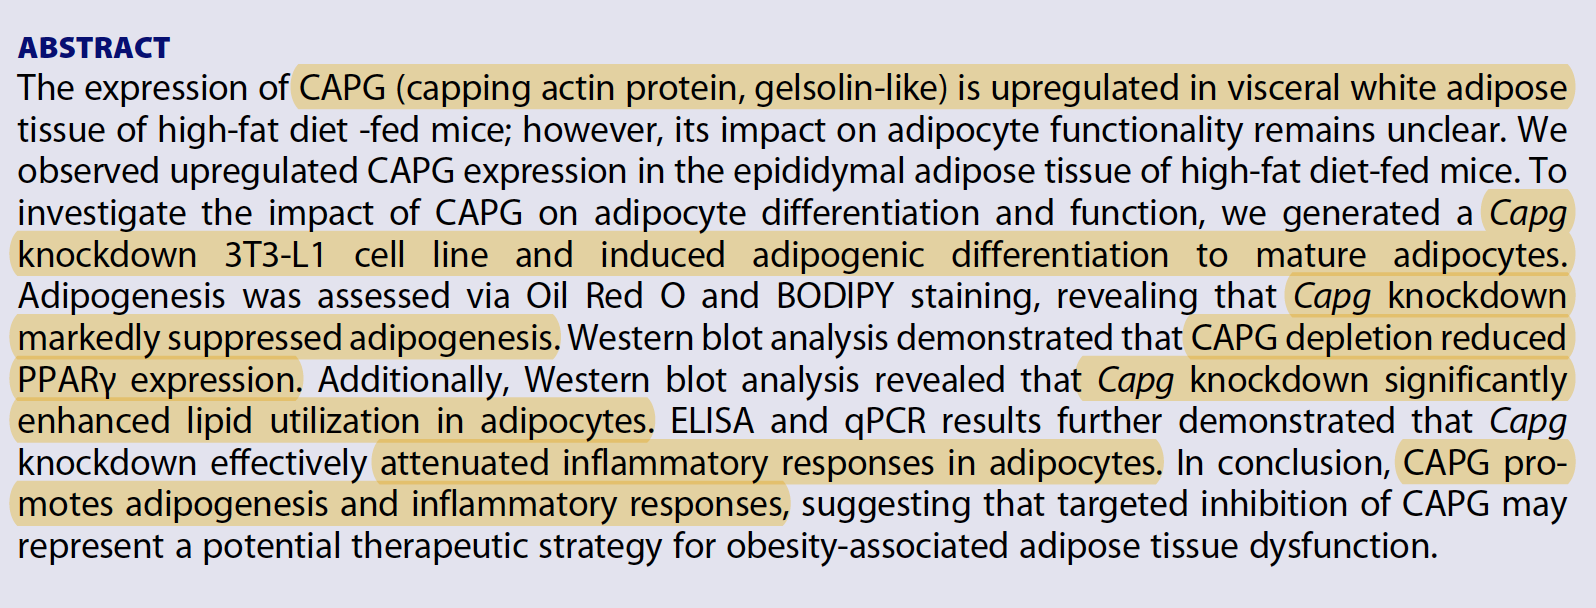 ABSTRACT
The expression of CAPG (capping actin protein, gelsolin-like) is upregulated in visceral white adipose
tissue of high-fat diet -fed mice; however, its impact on adipocyte functionality remains unclear. We
observed upregulated CAPG expression in the epididymal adipose tissue of high-fat diet-fed mice. To
investigate the impact of CAPG on adipocyte differentiation and function, we generated a Capg
knockdown 3T3-L1 cell line and induced adipogenic differentiation to mature adipocytes.
Adipogenesis was assessed via Oil Red O and BODIPY staining, revealing that Capg knockdown
markedly suppressed adipogenesis. Western blot analysis demonstrated that CAPG depletion reduced
PPARγ expression. Additionally, Western blot analysis revealed that Capg knockdown significantly
enhanced lipid utilization in adipocytes. ELISA and qPCR results further demonstrated that Capg
knockdown effectively attenuated inflammatory responses in adipocytes. In conclusion, CAPG pro-
motes adipogenesis and inflammatory responses, suggesting that targeted inhibition of CAPG may
represent a potential therapeutic strategy for obesity-associated adipose tissue dysfunction.